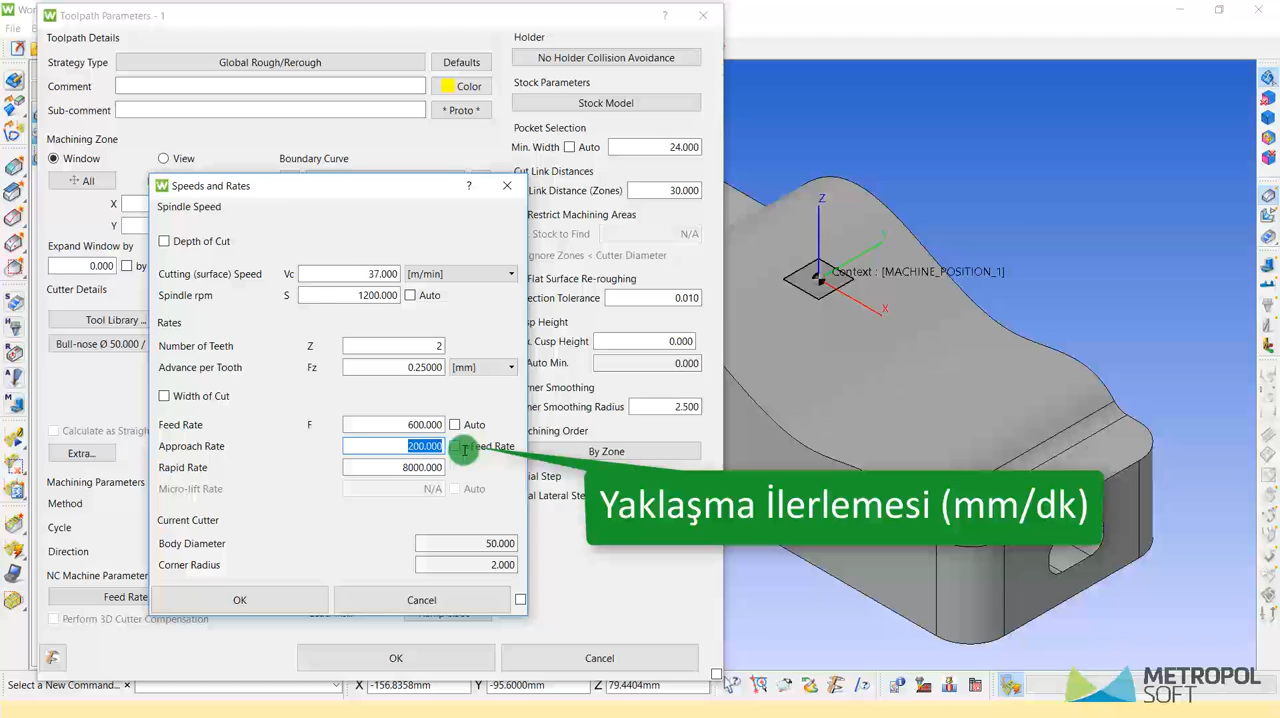 Wor
Toolpath Parameters - 1
File
Toolpath Details
Strategy Type Global Rough/Rerough Defaults
Comment Color
Sub-comment * Proto *
Machining Zone
Window View Boundary Curve
All
X
Y
Expand Window by
0.000 by
Cutter Details
Tool Library ...
Bull-nose Ø 50.000 /
Calculate as Straigh
Extra...
Machining Parameters
Method
Cycle
Direction
NC Machine Parameter
Feed Rate
Perform 3D Cutter Compensation
OK Cancel
Holder
No Holder Collision Avoidance
Stock Parameters
Stock Model
Pocket Selection
Min. Width Auto 24.000
Cut Link Distances
Link Distance (Zones) 30.000
Restrict Machining Areas
Stock to Find N/A
gnore Zones < Cutter Diameter
Flat Surface Re-roughing
ection Tolerance 0.010
Cusp Height
. Cusp Height 0.000
Auto Min. 0.000
ner Smoothing
ner Smoothing Radius 2.500
chining Order
By Zone
ial Step
al Lateral Ste
Speeds and Rates
Spindle Speed
Depth of Cut
Cutting (surface) Speed Vc 37.000 [m/min]
Spindle rpm S 1200.000 Auto
Rates
Number of Teeth Z 2
Advance per Tooth Fz 0.25000 [mm]
Width of Cut
Feed Rate F 600.000 Auto
Approach Rate 200.000 Feed Rate
Rapid Rate 8000.000
Micro-lift Rate N/A Auto
Current Cutter
Body Diameter 50.000
Corner Radius 2.000
OK Cancel
Yaklaşma İlerlemesi (mm/dk)
Z
Context : [MACHINE_POSITION_1]
X
Select a New Command... X -156.8358mm Y -95.6000mm Z 79.4404mm
METROPOL
SOFT